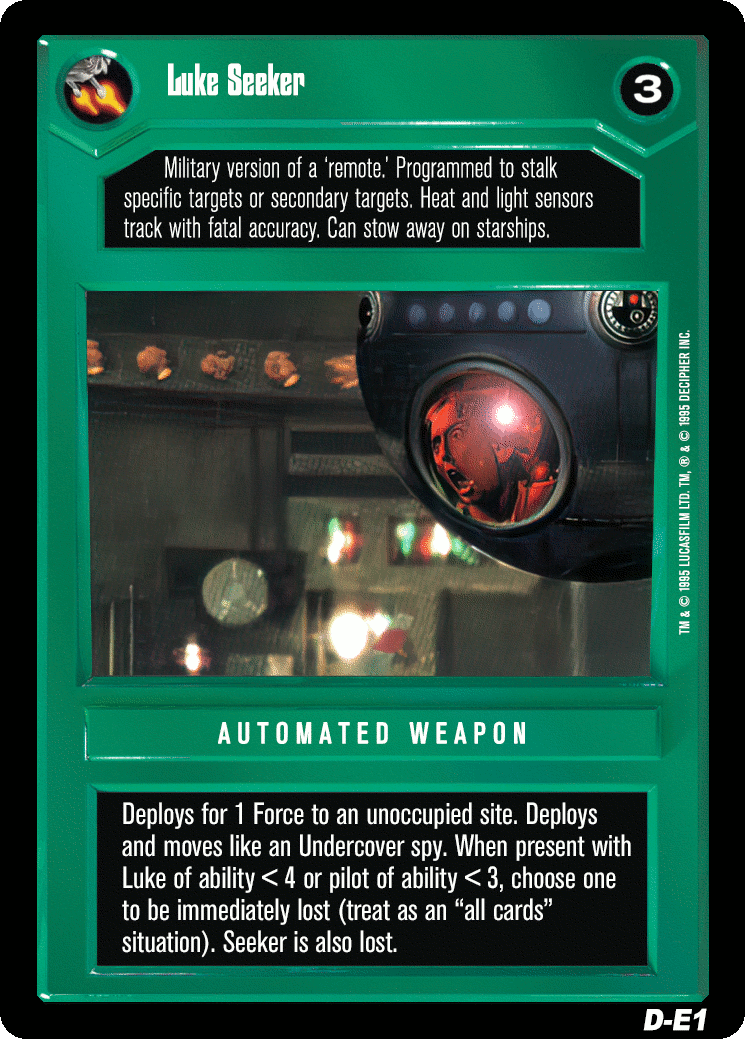 Luke Seeker
3
Military version of a ‘remote.’ Programmed to stalk
specific targets or secondary targets. Heat and light sensors
track with fatal accuracy. Can stow away on starships.
TM & © 1995 LUCASFILM LTD. TM, ® & © 1995 DECIPHER INC.
AUTOMATED WEAPON
Deploys for 1 Force to an unoccupied site. Deploys
and moves like an Undercover spy. When present with
Luke of ability < 4 or pilot of ability < 3, choose one
to be immediately lost (treat as an “all cards”
situation). Seeker is also lost.
D-E1